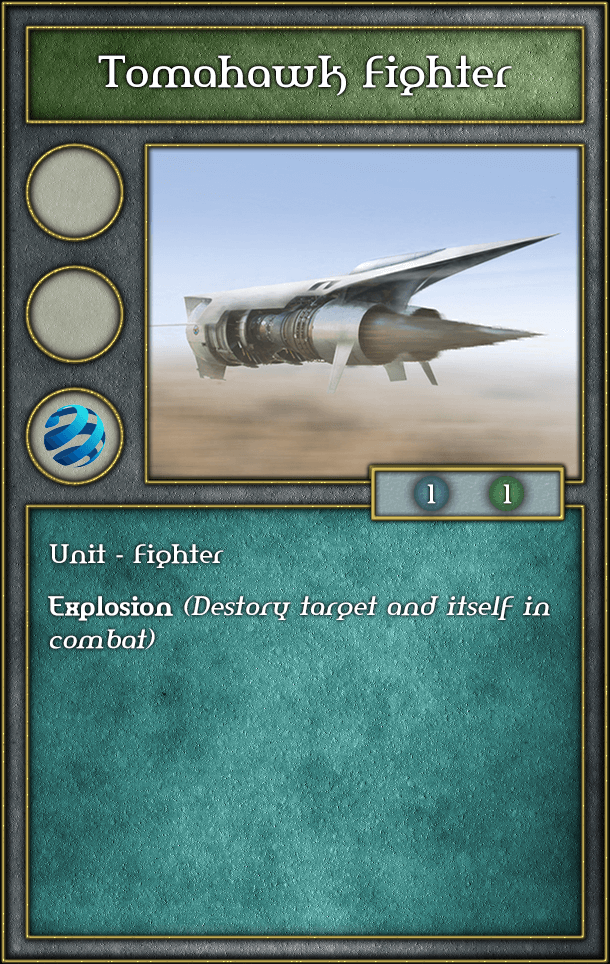 Tomahawk Fighter
1 1
Unit - Fighter
Explosion (Destory target and itself in
combat)